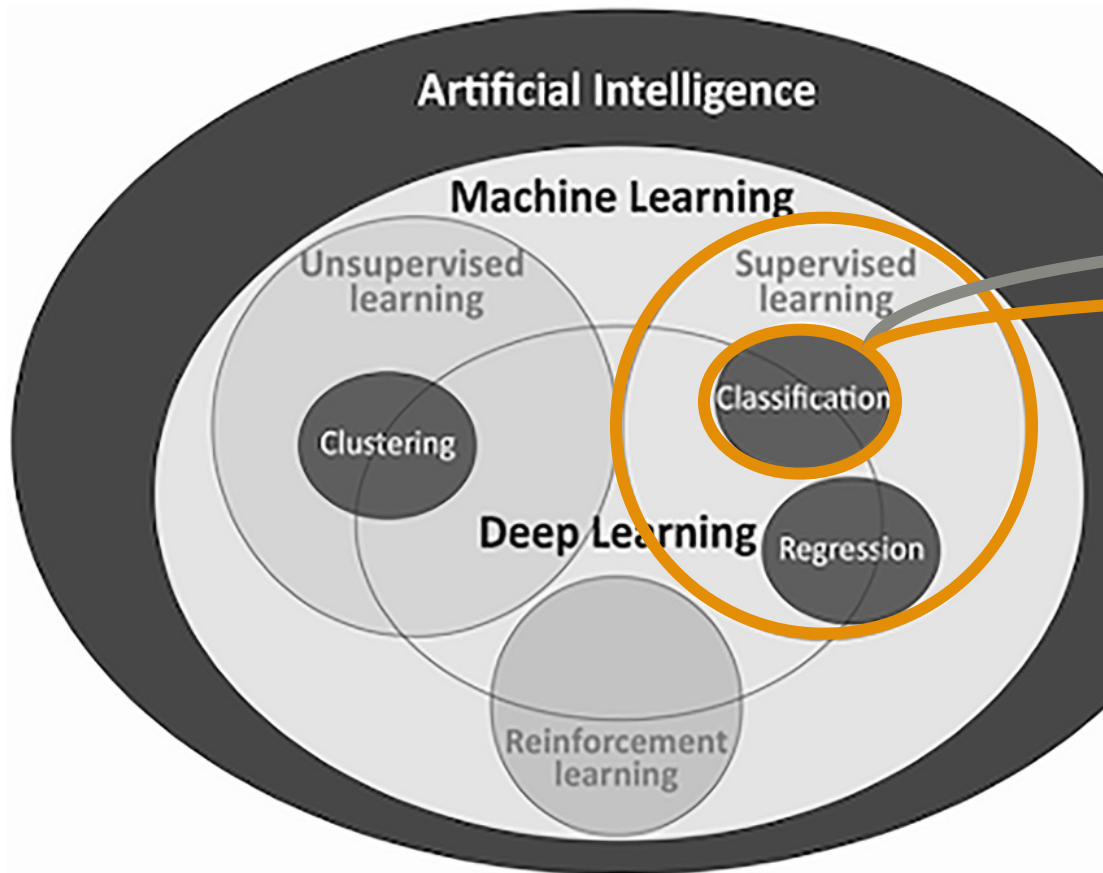 Artificial Intelligence
Machine Learning
Unsupervised
learning
Supervised
learning
Classification
Clustering
Deep Learning
Regression
Reinforcement
learning